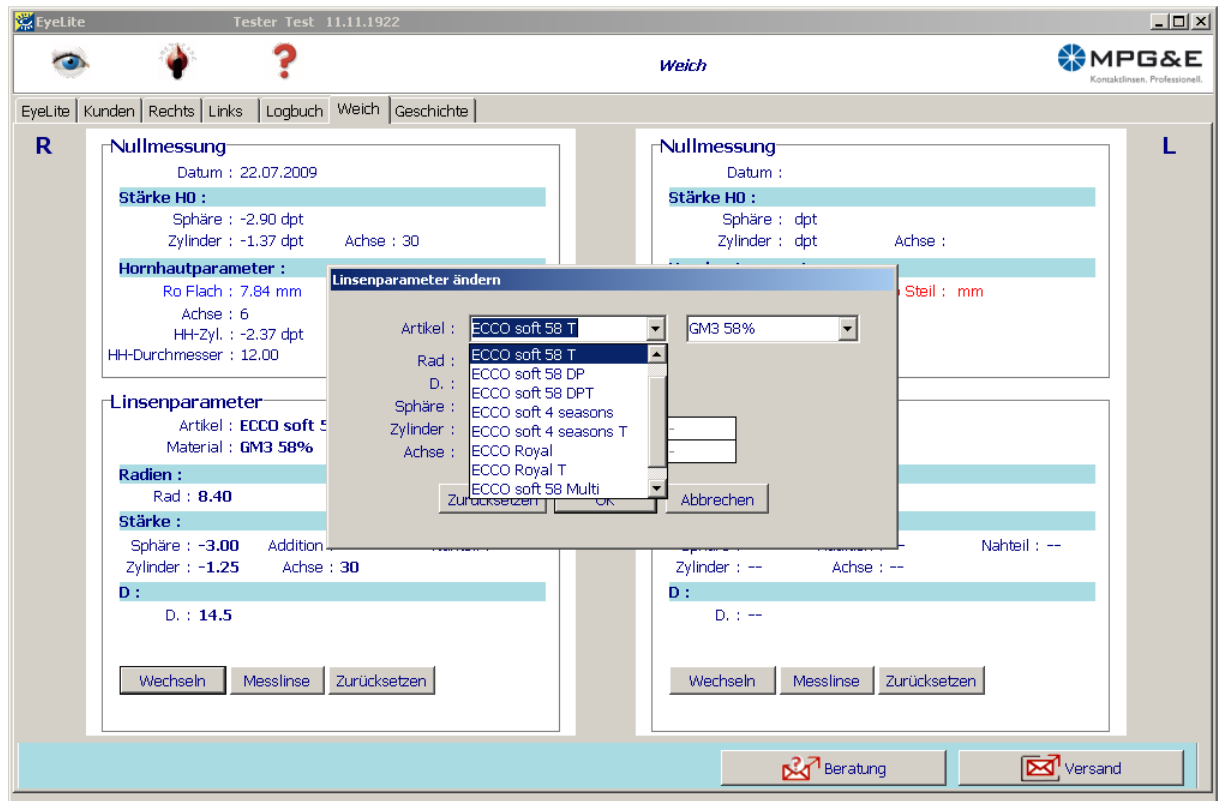 EyeLite Tester Test 11.11.1922
Weich
MPG&E
Kontaktlinsen. Professionell.
EyeLite Kunden Rechts Links Logbuch Weich Geschichte
R
Nullmessung
Datum : 22.07.2009
Stärke H0 :
Sphäre : -2.90 dpt
Zylinder : -1.37 dpt Achse : 30
Hornhautparameter :
Ro Flach : 7.84 mm
Achse : 6
HH-Zyl. : -2.37 dpt
HH-Durchmesser : 12.00
Linsenparameter
Artikel : ECCO soft 5
Material : GM3 58%
Radien :
Rad : 8.40
Stärke :
Sphäre : -3.00 Addition
Zylinder : -1.25 Achse : 30
D :
D. : 14.5
Wechseln Messlinse Zurücksetzen
Linsenparameter ändern
Artikel : ECCO soft 58 T GM3 58%
Rad :
D. :
Sphäre :
Zylinder :
Achse :
ECCO soft 58 T
ECCO soft 58 DP
ECCO soft 58 DPT
ECCO soft 4 seasons
ECCO soft 4 seasons T
ECCO Royal
ECCO Royal T
ECCO soft 58 Multi
Zurücksetzen OK Abbrechen
L
Nullmessung
Datum :
Stärke H0 :
Sphäre : dpt
Zylinder : dpt Achse :
Steil : mm
Nahteil : --
Zylinder : -- Achse : --
D :
D. : --
Wechseln Messlinse Zurücksetzen
Beratung Versand